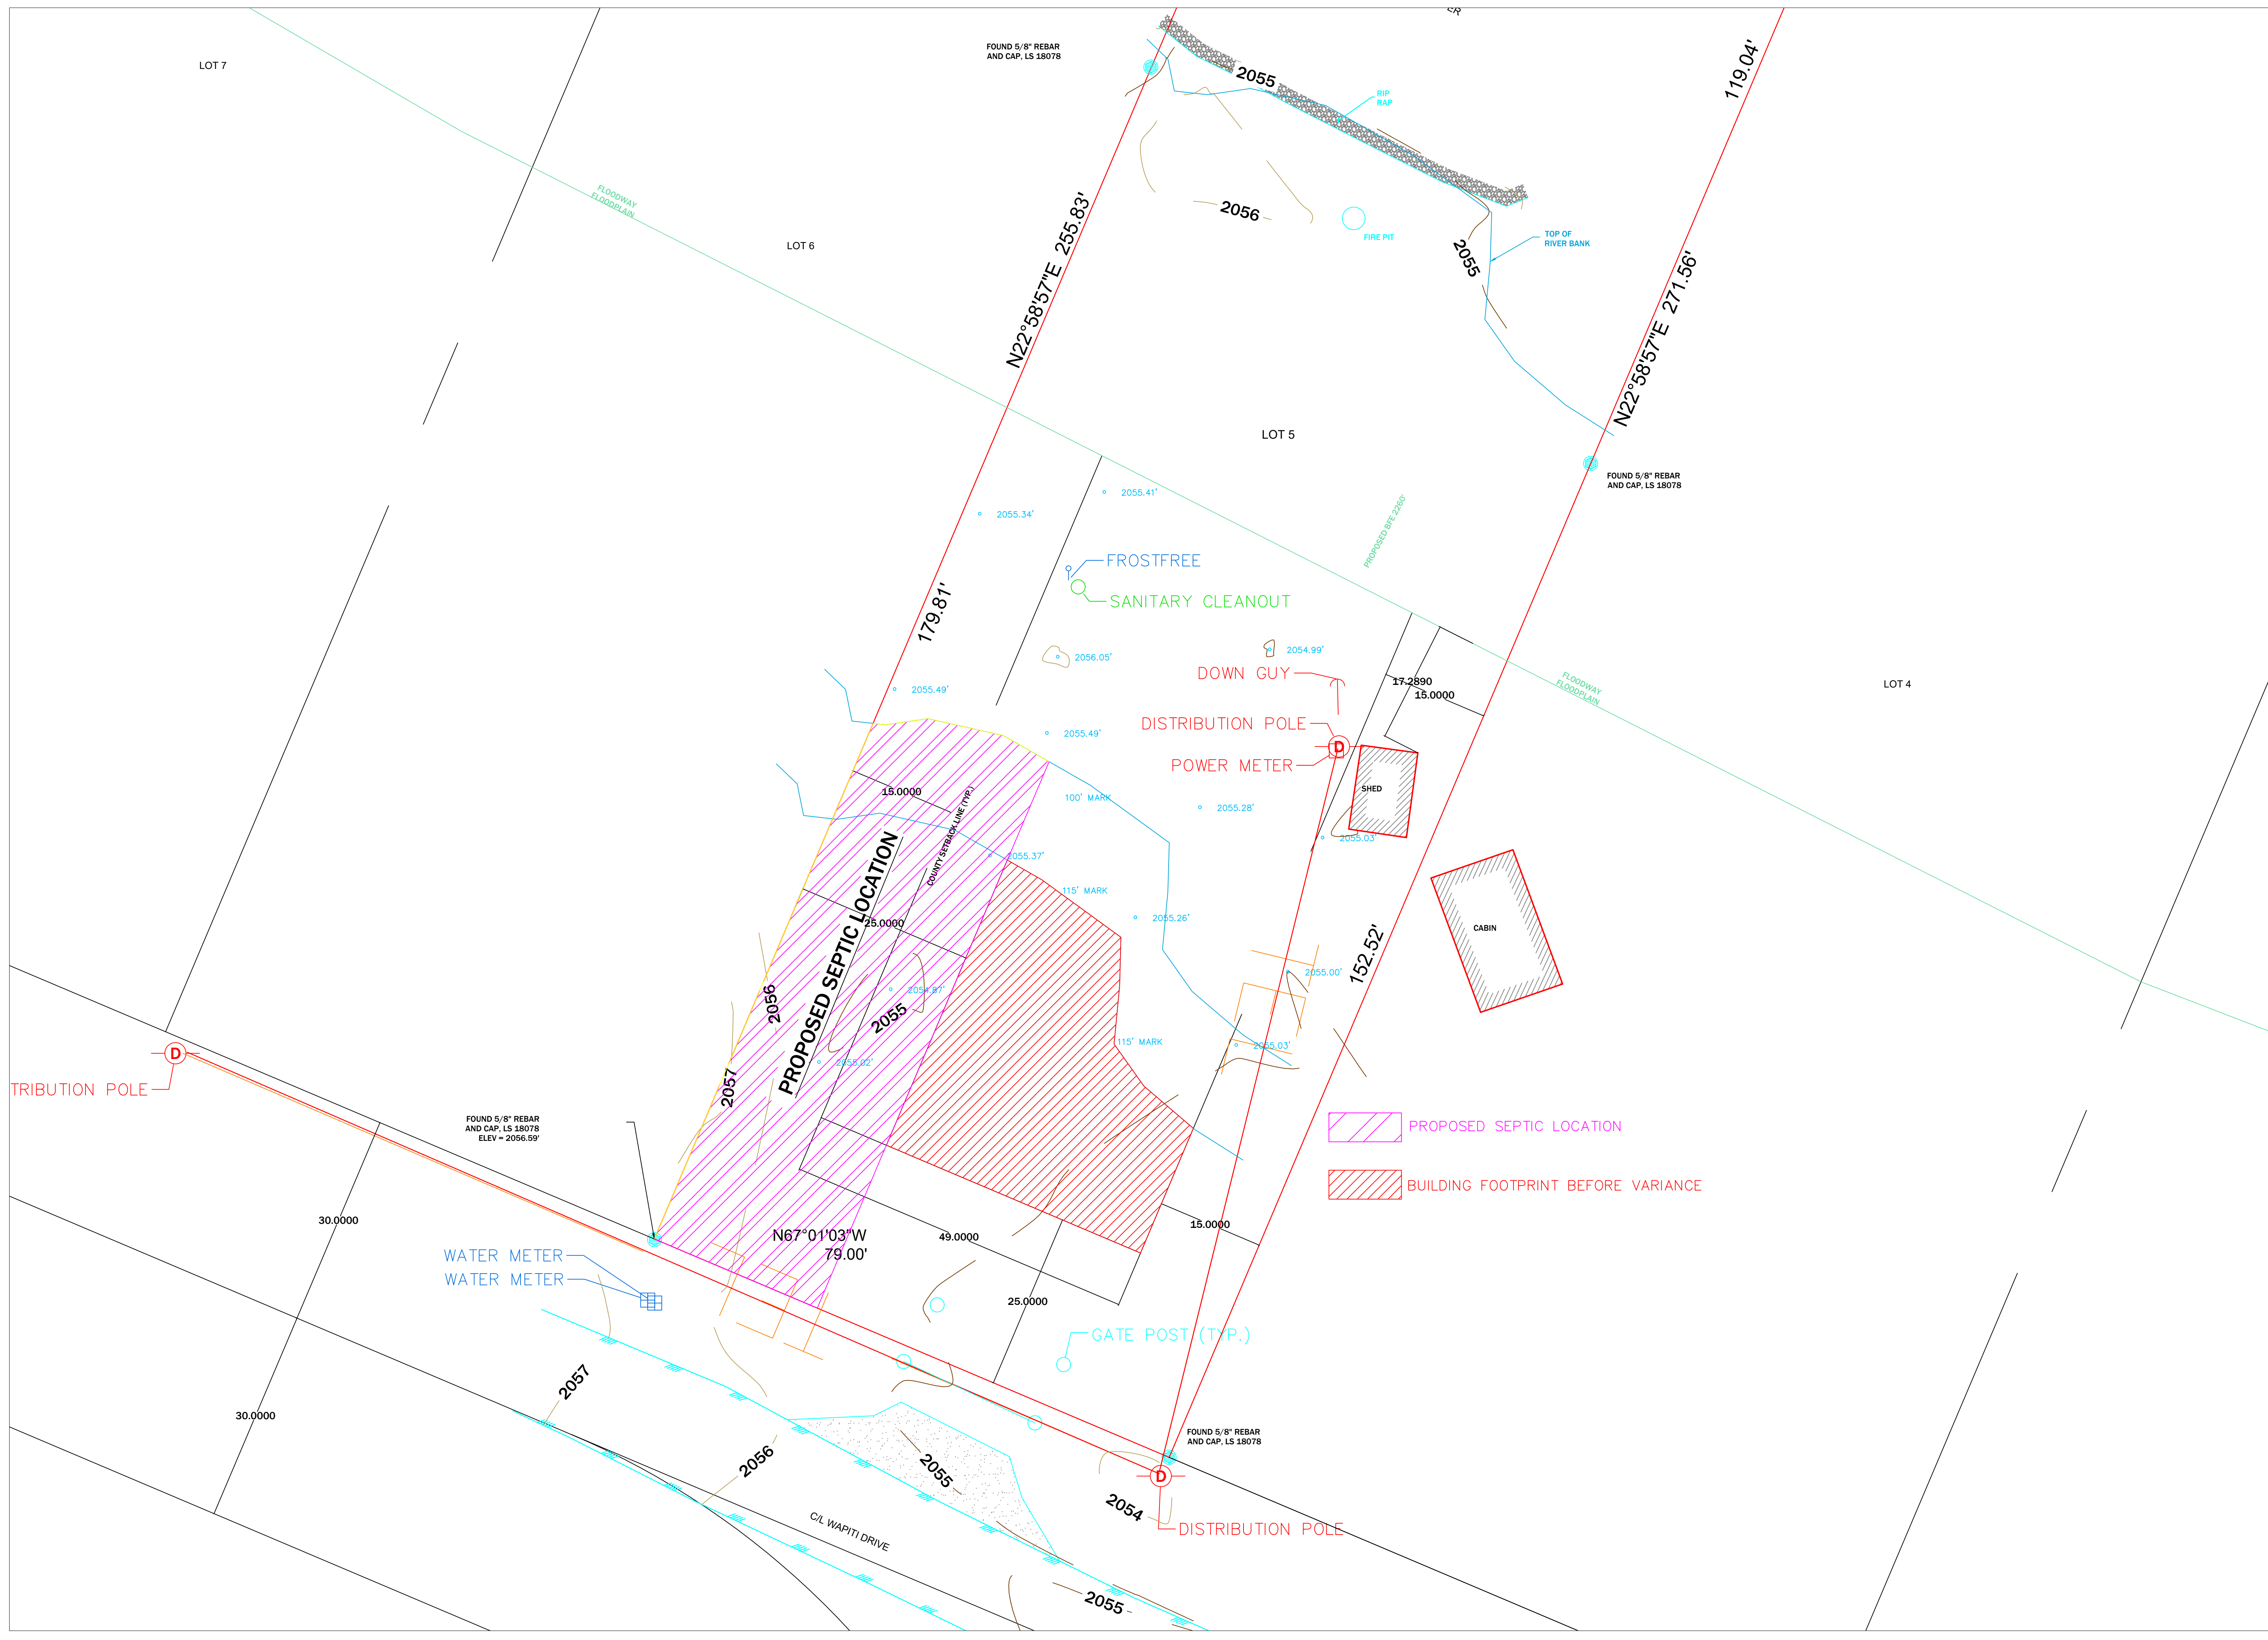 FOUND 5/8" REBAR
AND CAP, LS 18078
2055
119.04'
LOT 7
RIP
RAP
FLOODWAY
FLOODPLAIN
2056
N22°58'57"E 255.83'
FIRE PIT
TOP OF
RIVER BANK
2055
LOT 6
N22°58'57"E 271.56'
LOT 5
FOUND 5/8" REBAR
AND CAP, LS 18078
2055.41'
2055.34'
PROPOSED BFE 2260'
FROSTFREE
SANITARY CLEANOUT
179.81'
2056.05'
2054.99'
DOWN GUY
17.2890
15.0000
FLOODWAY
FLOODPLAIN
LOT 4
2055.49'
DISTRIBUTION POLE
2055.49'
D
POWER METER
15.0000
100' MARK
SHED
2055.28'
COUNTY SETBACK LINE (TYP.)
2055.03'
2055.37'
PROPOSED SEPTIC LOCATION
115' MARK
25.0000
2055.26'
CABIN
152.52'
2055.00'
2056
2054.87'
2055
115' MARK
2055.03'
D
2055.02'
TRIBUTION POLE
2057
FOUND 5/8" REBAR
AND CAP, LS 18078
ELEV = 2056.59'
PROPOSED SEPTIC LOCATION
BUILDING FOOTPRINT BEFORE VARIANCE
30.0000
15.0000
N67°01'03"W
79.00'
49.0000
WATER METER
WATER METER
25.0000
GATE POST (TYP.)
2057
30.0000
FOUND 5/8" REBAR
AND CAP, LS 18078
2056
2055
D
2054
C/L WAPITI DRIVE
DISTRIBUTION POLE
2055